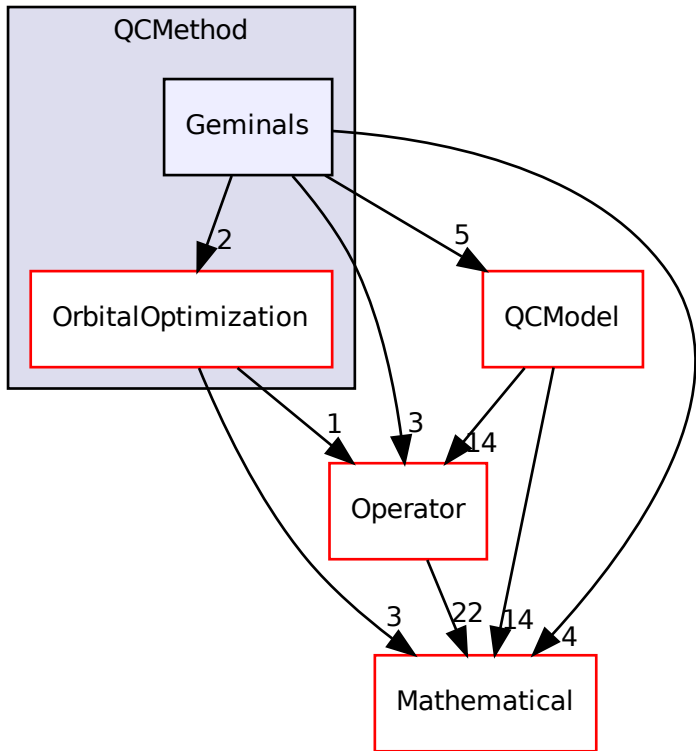 QCMethod
Geminals
2
5
OrbitalOptimization
QCModel
1
3
14
Operator
3
22
14
4
Mathematical